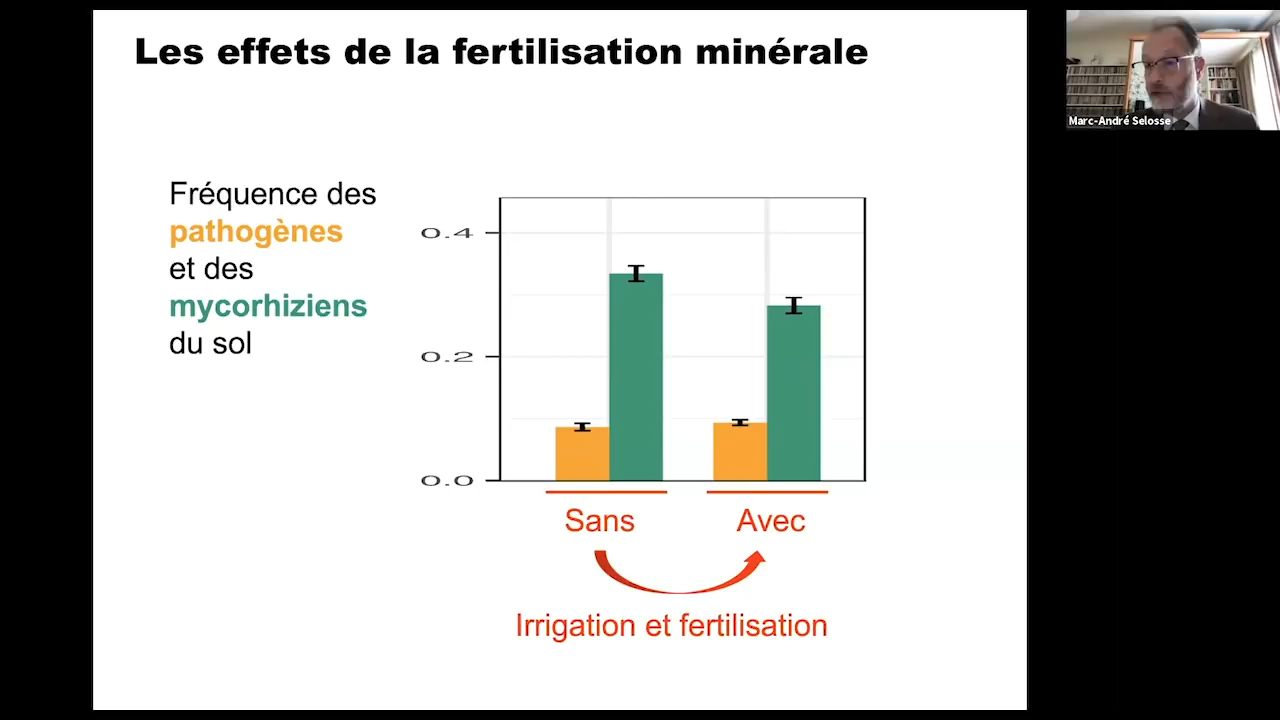 Les effets de la fertilisation minérale
Marc-André Selosse
Fréquence des
pathogènes
et des
mycorhiziens
du sol
0.4
0.2
0.0
Sans
Avec
Irrigation et fertilisation